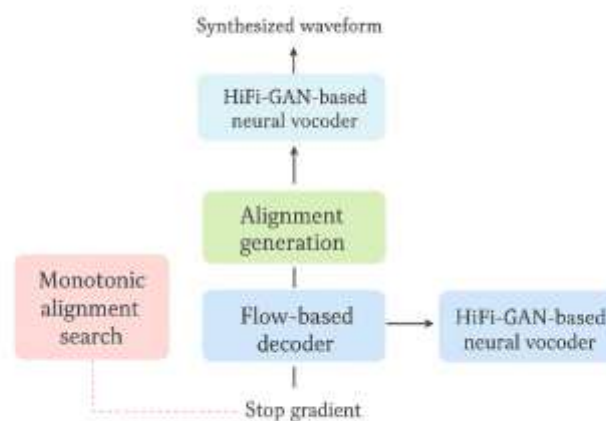 Synthesized waveform
HiFi-GAN-based
neural vocoder
Alignment
generation
Monotonic
alignment
search
Flow-based
decoder
HiFi-GAN-based
neural vocoder
Stop gradient